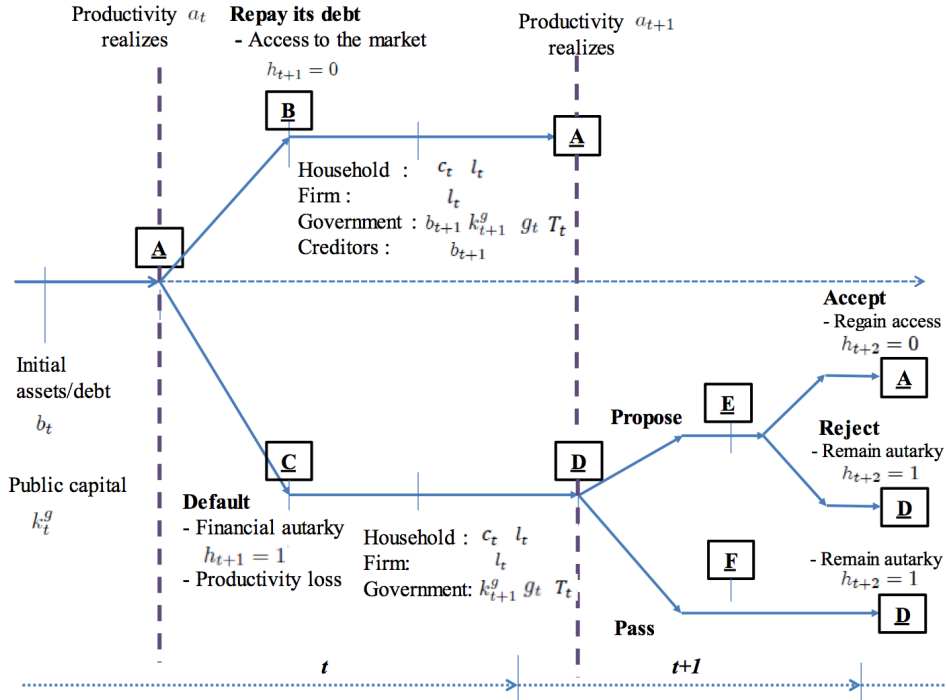 Productivity a_t
realizes
Repay its debt
- Access to the market
h_{t+1} = 0
Productivity a_{t+1}
realizes
B
A
Household : c_t l_t
Firm : l_t
Government : b_{t+1} k^g_{t+1} g_t T_t
Creditors : b_{t+1}
A
Initial
assets/debt
b_t
Public capital
k^g_t
Accept
- Regain access
h_{t+2} = 0
A
E
Propose
Reject
- Remain autarky
h_{t+2} = 1
D
C
D
Default
- Financial autarky
h_{t+1} = 1
- Productivity loss
Household : c_t l_t
Firm: l_t
Government: k^g_{t+1} g_t T_t
F
- Remain autarky
h_{t+2} = 1
D
Pass
t
t+1